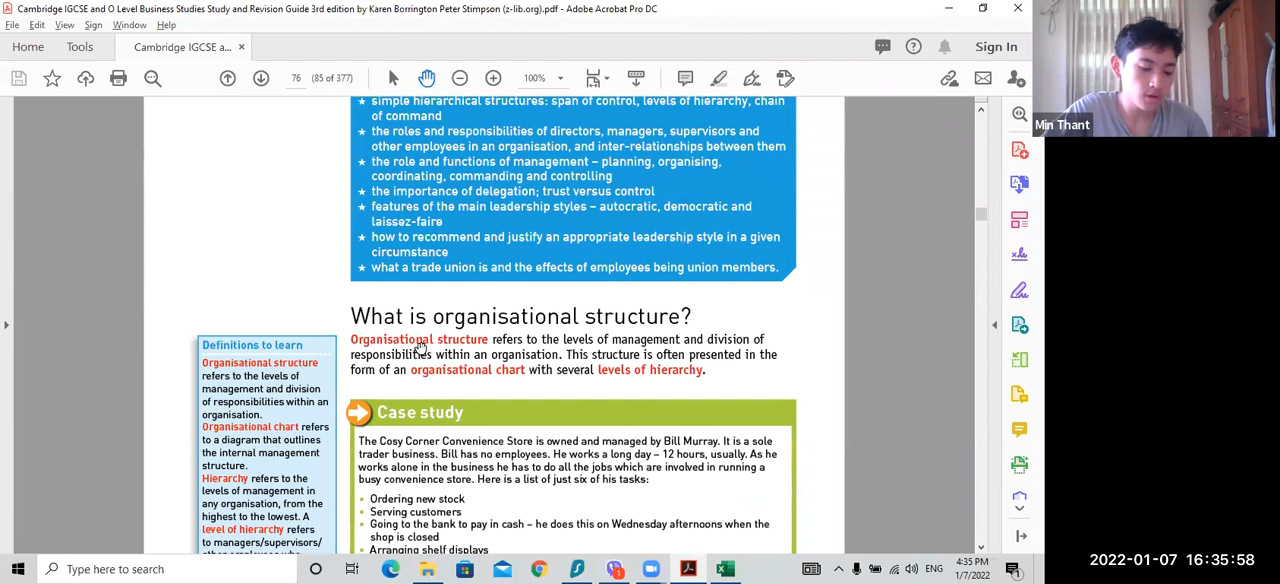 Cambridge IGCSE and O Level Business Studies Study and Revision Guide 3rd edition by Karen Borrington Peter Stimpson (z-lib.org).pdf - Adobe Acrobat Pro DC
File Edit View Sign Window Help
Home Tools Cambridge IGCSE a... × Sign In
76 (85 of 377) 100%
simple hierarchical structures: span of control, levels of hierarchy, chain
of command
★ the roles and responsibilities of directors, managers, supervisors and
other employees in an organisation, and inter-relationships between them
★ the role and functions of management – planning, organising,
coordinating, commanding and controlling
★ the importance of delegation; trust versus control
★ features of the main leadership styles – autocratic, democratic and
laissez-faire
★ how to recommend and justify an appropriate leadership style in a given
circumstance
★ what a trade union is and the effects of employees being union members.
What is organisational structure?
Organisational structure refers to the levels of management and division of
responsibilities within an organisation. This structure is often presented in the
form of an organisational chart with several levels of hierarchy.
Definitions to learn
Organisational structure
refers to the levels of
management and division
of responsibilities within an
organisation.
Organisational chart refers
to a diagram that outlines
the internal management
structure.
Hierarchy refers to the
levels of management in
any organisation, from the
highest to the lowest. A
level of hierarchy refers
to managers/supervisors/
other employees who
Case study
The Cosy Corner Convenience Store is owned and managed by Bill Murray. It is a sole
trader business. Bill has no employees. He works a long day – 12 hours, usually. As he
works alone in the business he has to do all the jobs which are involved in running a
busy convenience store. Here is a list of just six of his tasks:
• Ordering new stock
• Serving customers
• Going to the bank to pay in cash – he does this on Wednesday afternoons when the
shop is closed
• Arranging shelf displays
Min Thant
Type here to search
ENG
4:35 PM
1/7/2022
2022-01-07 16:35:58